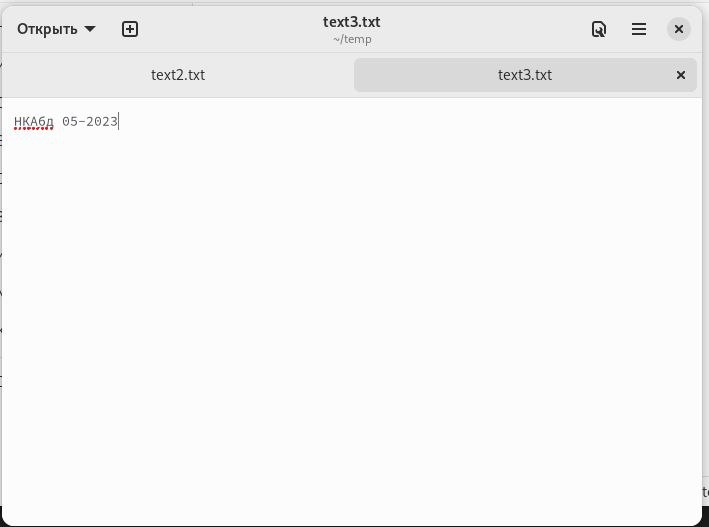 Открыть
text3.txt
~/temp
text2.txt
text3.txt
НКАбд 05-2023